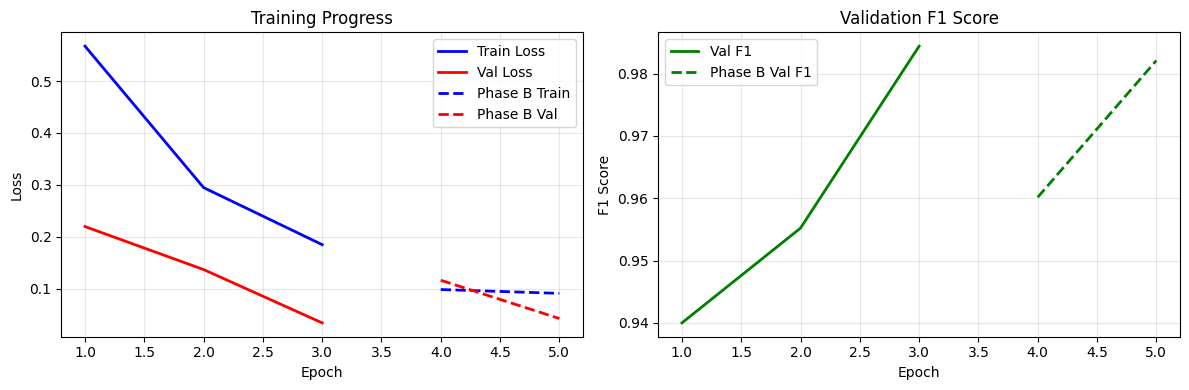 Training Progress
Loss
0.5
0.4
0.3
0.2
0.1
Train Loss
Val Loss
Phase B Train
Phase B Val
1.0 1.5 2.0 2.5 3.0 3.5 4.0 4.5 5.0
Epoch
Validation F1 Score
F1 Score
0.98
0.97
0.96
0.95
0.94
Val F1
Phase B Val F1
1.0 1.5 2.0 2.5 3.0 3.5 4.0 4.5 5.0
Epoch